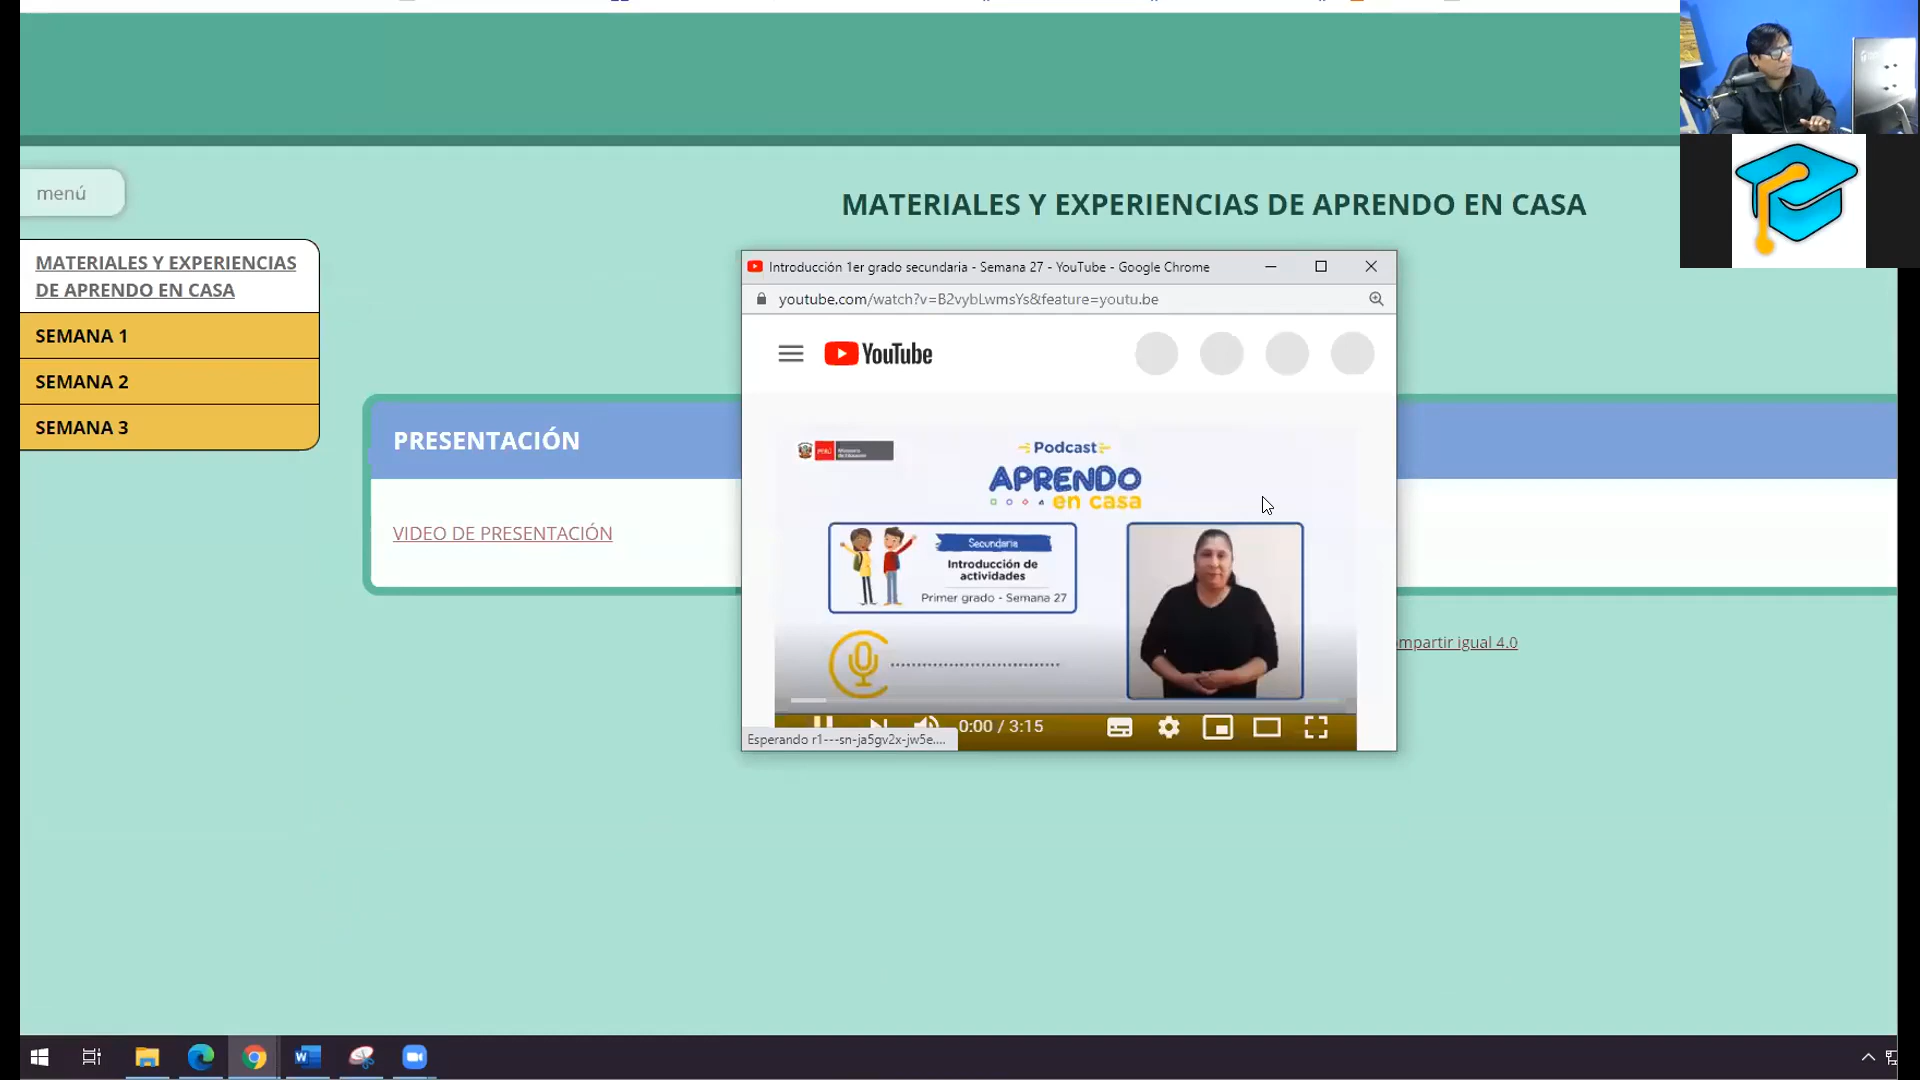 menú
MATERIALES Y EXPERIENCIAS DE APRENDO EN CASA
MATERIALES Y EXPERIENCIAS
DE APRENDO EN CASA
SEMANA 1
SEMANA 2
SEMANA 3
PRESENTACIÓN
VIDEO DE PRESENTACIÓN
Introducción 1er grado secundaria - Semana 27 - YouTube - Google Chrome
youtube.com/watch?v=B2vybLwmsYs&feature=youtu.be
YouTube
PERÚ
Podcast
APRENDO
en casa
Secundaria
Introducción de
actividades
Primer grado - Semana 27
0:00 / 3:15
Esperando r1---sn-ja5gv2x-jw5e....
mpartir igual 4.0